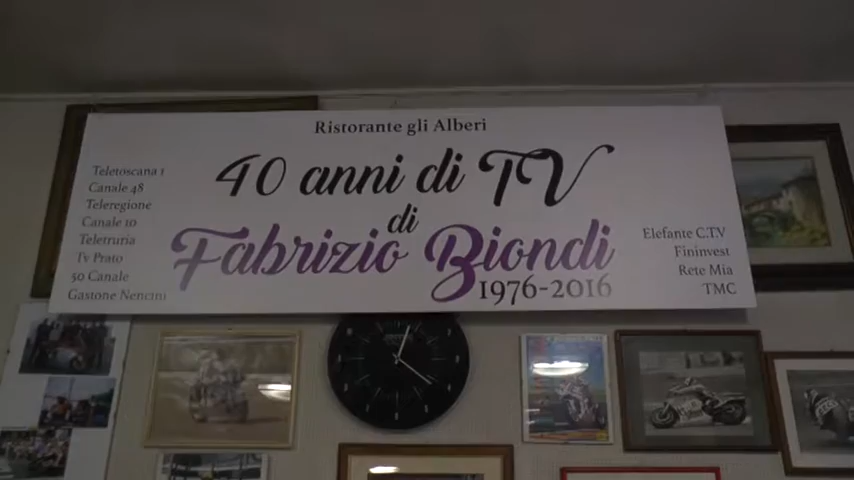 Ristorante gli Alberi
40 anni di TV
di
Fabrizio Biondi
1976-2016
Teletoscana 1
Canale 48
Teleregione
Canale 10
Teletruria
Tv Prato
50 Canale
Gastone Nencini
Elefante C.TV
Fininvest
Rete Mia
TMC